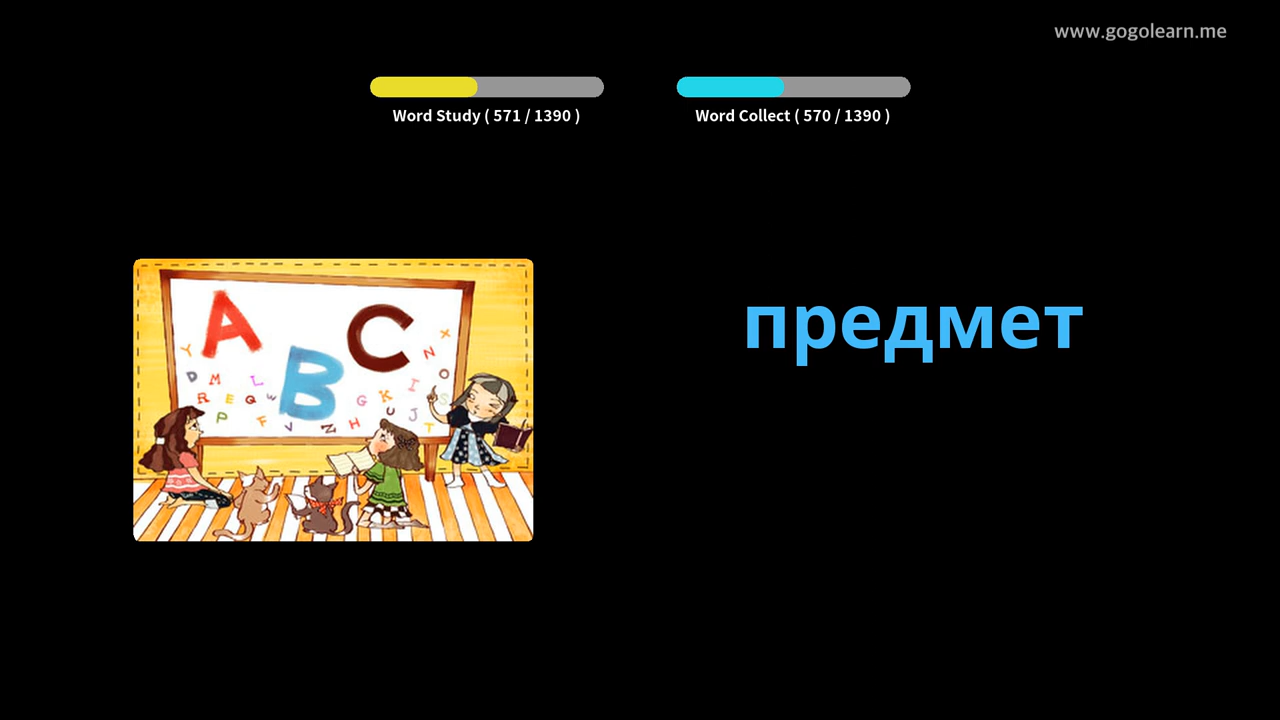 www.gogolearn.me
Word Study ( 571 / 1390 )
Word Collect ( 570 / 1390 )
предмет
A
C
B
X
Y
N
D M L I O
R E Q W G K S
P F V Z H U J T